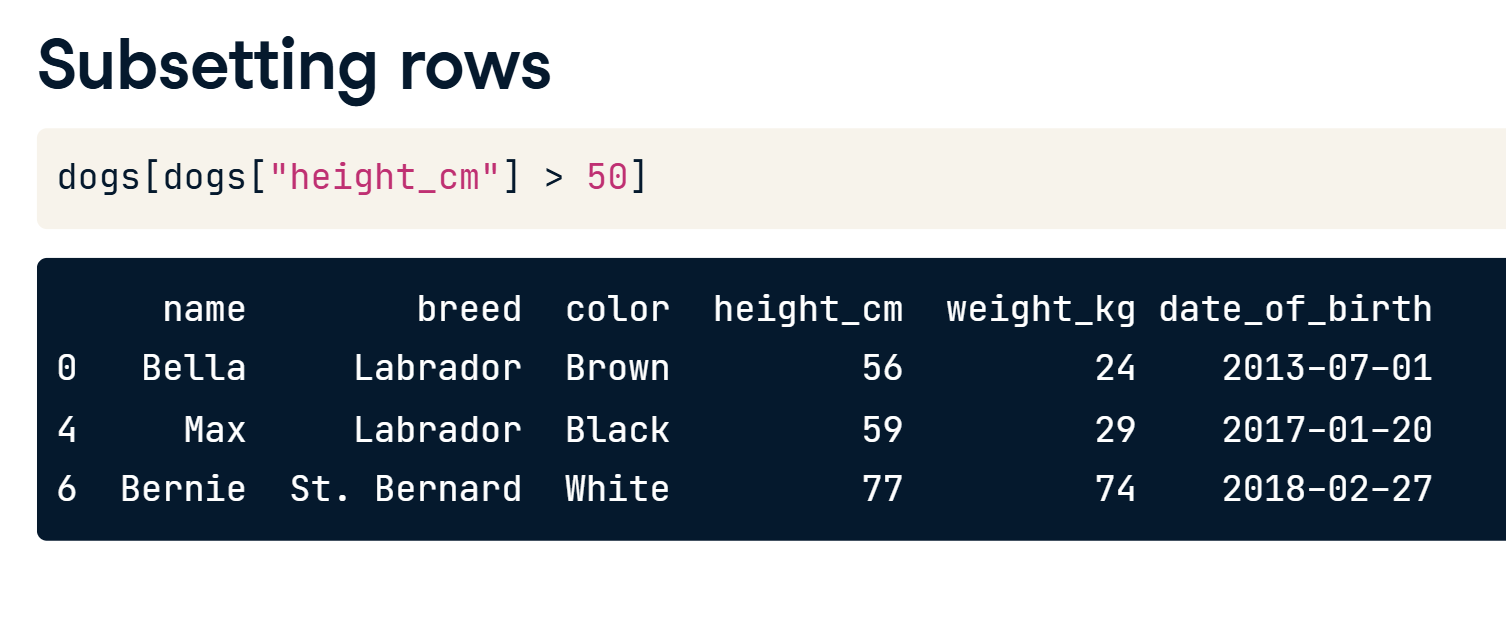 Subsetting rows
dogs[dogs["height_cm"] > 50]
name breed color height_cm weight_kg date_of_birth
0 Bella Labrador Brown 56 24 2013-07-01
4 Max Labrador Black 59 29 2017-01-20
6 Bernie St. Bernard White 77 74 2018-02-27